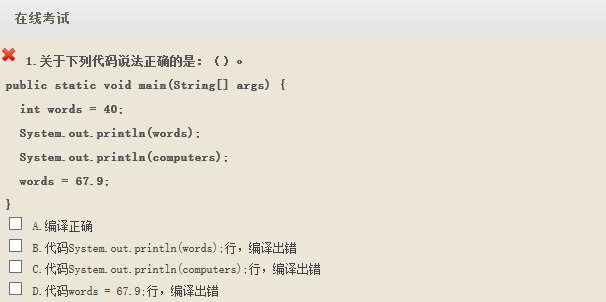 在线考试
1.关于下列代码说法正确的是：（ ）。
public static void main(String[] args) {
int words = 40;
System.out.println(words);
System.out.println(computers);
words = 67.9;
}
A.编译正确
B.代码System.out.println(words);行，编译出错
C.代码System.out.println(computers);行，编译出错
D.代码words = 67.9;行，编译出错